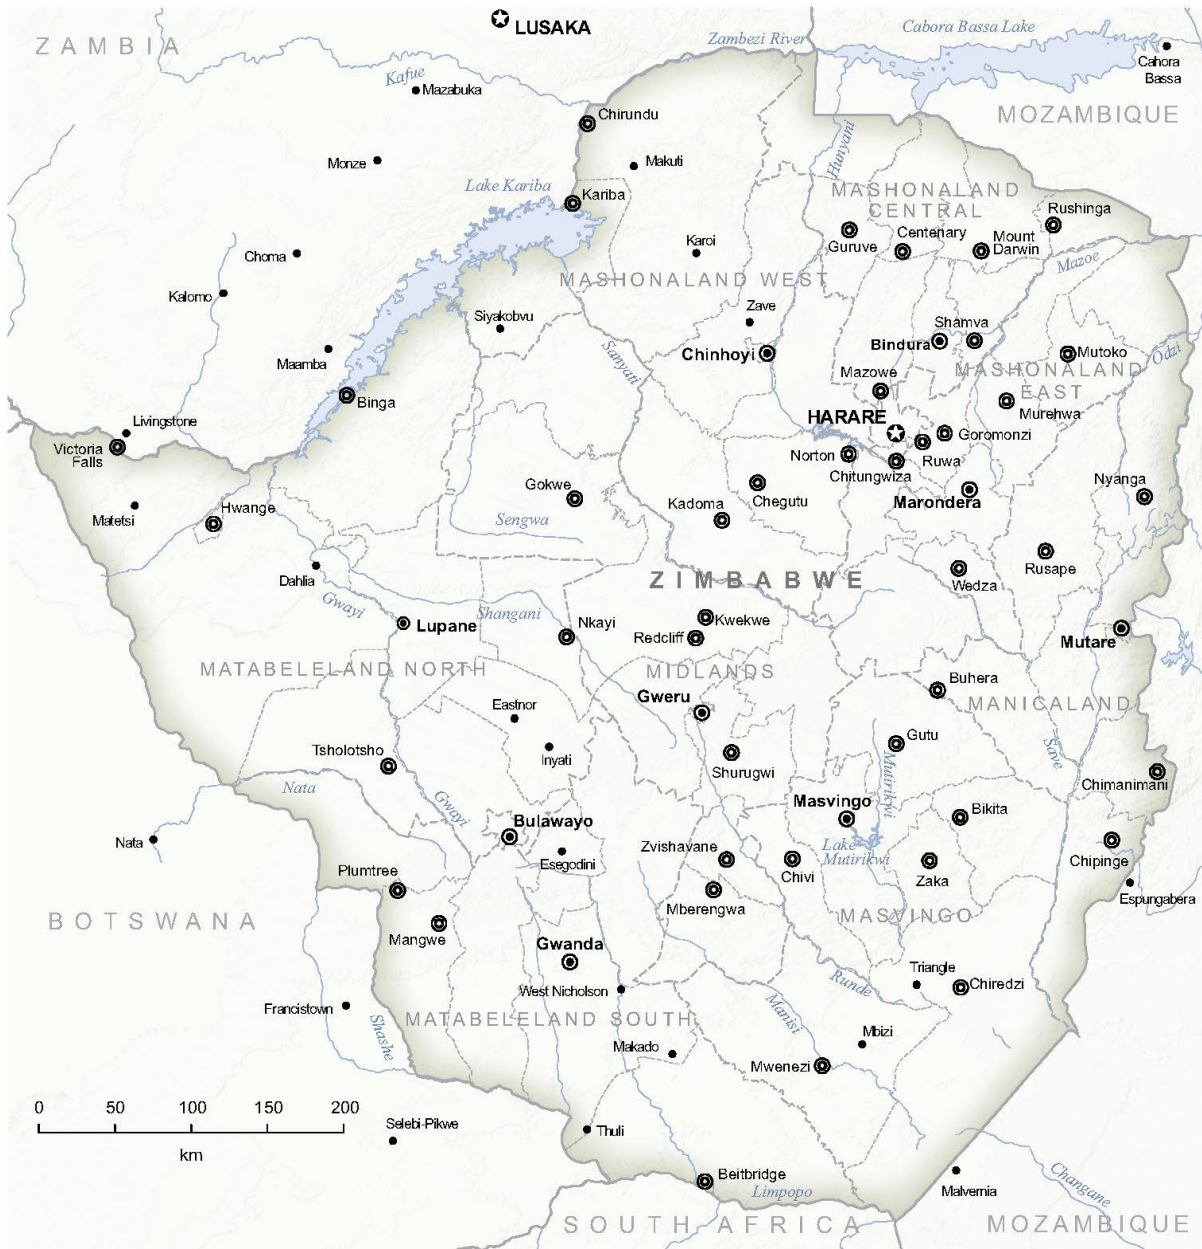 LUSAKA
ZAMBIA
Zambezi River
Cabora Bassa Lake
Cahora
Bassa
Kafue
Mazabuka
MOZAMBIQUE
Chirundu
Hunyani
Monze
Makuti
Lake Kariba
Kariba
MASHONALAND
CENTRAL
Rushinga
Guruve
Centenary
Mount
Darwin
Karoi
Choma
Mazoe
MASHONALAND WEST
Kalomo
Zave
Siyakobvu
Shamva
Bindura
Chinhoyi
Maamba
Sanyati
Mutoko
Odzi
MASHONALAND
EAST
Mazowe
Binga
Murehwa
HARARE
Livingstone
Victoria
Falls
Goromonzi
Norton
Ruwa
Chitungwiza
Nyanga
Gokwe
Chegutu
Marondera
Matetsi
Hwange
Kadoma
Sengwa
Dahlia
ZIMBABWE
Wedza
Rusape
Gwayi
Shangani
Lupane
Nkayi
Kwekwe
Redcliff
Mutare
MATABELELAND NORTH
MIDLANDS
Buhera
Gweru
MANICALAND
Eastnor
Gutu
Inyati
Save
Tsholotsho
Shurugwi
Mutirikwi
Chimanimani
Nata
Gwayi
Masvingo
Bikita
Bulawayo
Nata
Lake
Mutirikwi
Zvishavane
Esegodini
Chivi
Zaka
Chipinge
Plumtree
Espungabera
Mberengwa
BOTSWANA
MASVINGO
Mangwe
Gwanda
Triangle
Runde
Chiredzi
West Nicholson
Francistown
MATABELELAND SOUTH
Manisi
Shashe
Mbizi
Makado
Mwenezi
0 50 100 150 200
km
Selebi-Pikwe
Thuli
Beitbridge
Limpopo
Malvernia
Changane
SOUTH AFRICA
MOZAMBIQUE